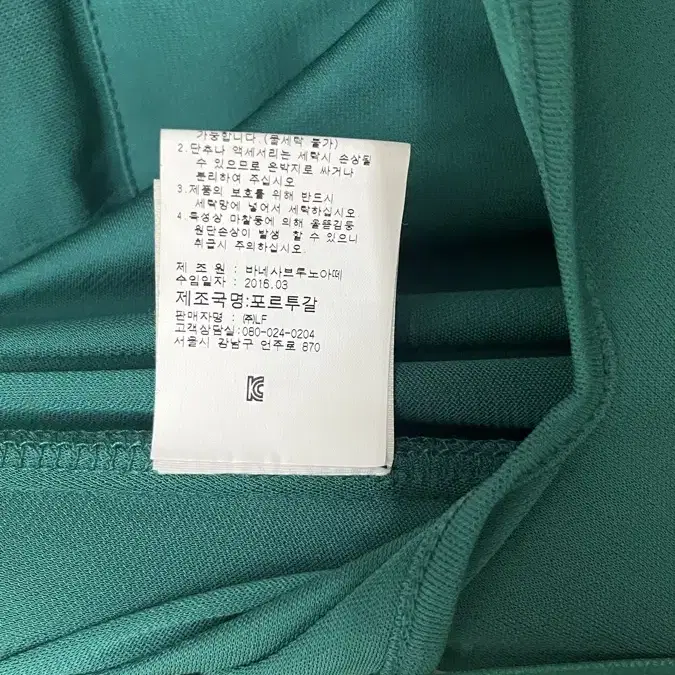 가능합니다.(울세탁 불가)
2.단추나 액세서리는 세탁시 손상될
수 있으므로 은박지로 싸거나
분리하여 주십시오
3.제품의 보호를 위해 반드시
세탁망에 넣어서 세탁하십시오
4.특성상 마찰등에 의해 올뜯김등
원단손상이 발생 할 수 있으니
취급시 주의하십시오.
제 조 원 : 바네사브루노아떼
수입일자 : 2016.03
제조국명:포르투갈
판매자명 : ㈜LF
고객상담실:080-024-0204
서울시 강남구 언주로 870